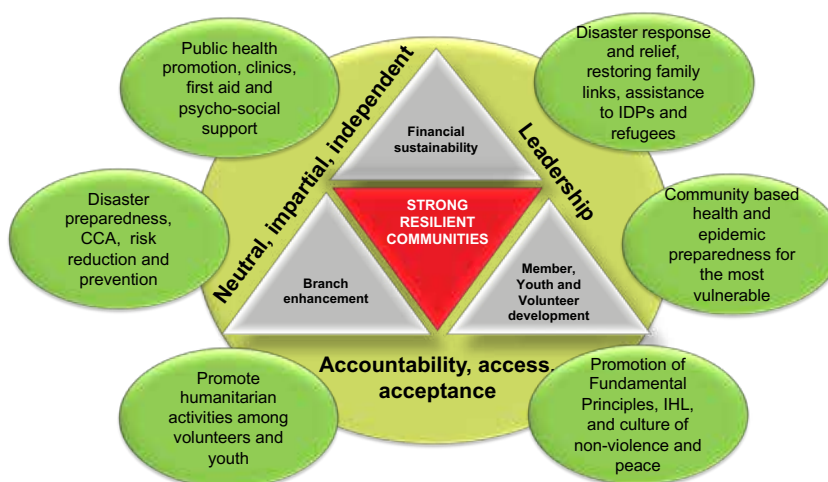 Public health
promotion, clinics,
first aid and
psycho-social
support
Disaster response
and relief,
restoring family
links, assistance
to IDPs and
refugees
Neutral, impartial, independent
Leadership
Financial
sustainability
Disaster
preparedness,
CCA, risk
reduction and
prevention
STRONG
RESILIENT
COMMUNITIES
Community based
health and
epidemic
preparedness for
the most
vulnerable
Branch
enhancement
Member,
Youth and
Volunteer
development
Accountability, access,
acceptance
Promote
humanitarian
activities among
volunteers and
youth
Promotion of
Fundamental
Principles, IHL,
and culture of
non-violence and
peace